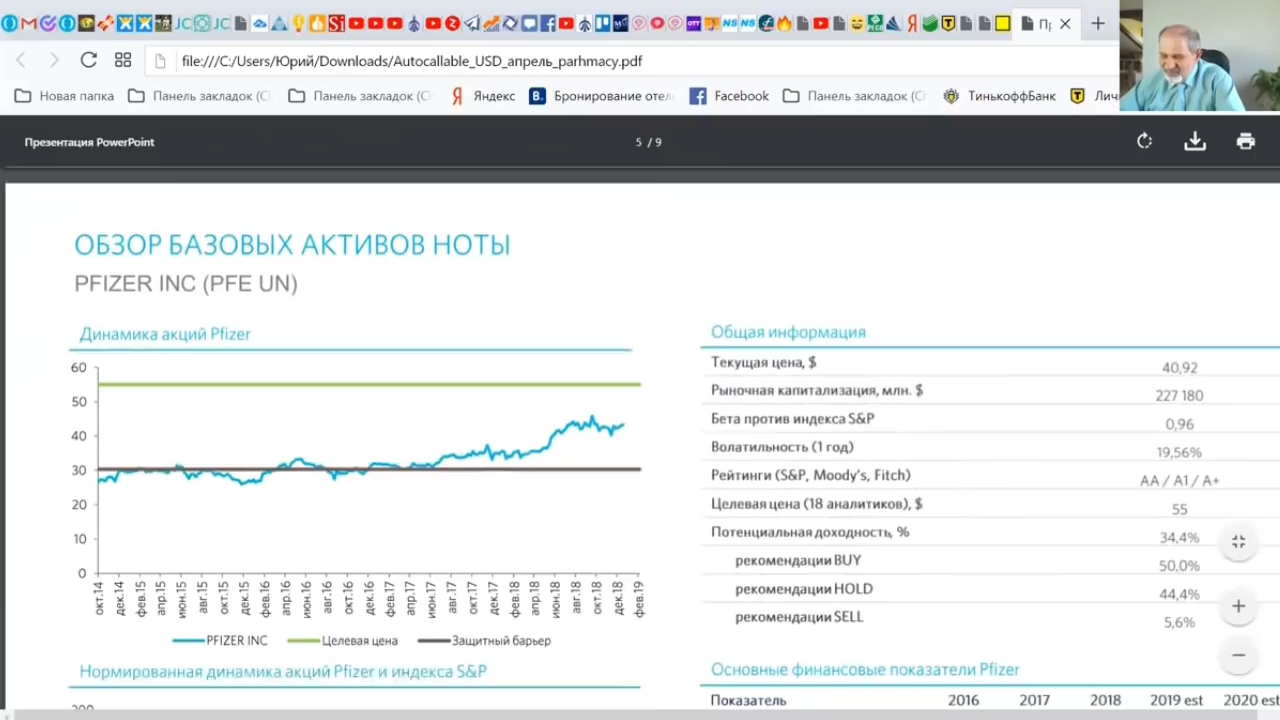 Пр
file:///C:/Users/Юрий/Downloads/Autocallable_USD_апрель_parhmacy.pdf
Новая папка
Панель закладок (С
Панель закладок (С
Яндекс
Бронирование отел
Facebook
Панель закладок (С
ТинькоффБанк
Личн
Презентация PowerPoint
5 / 9
ОБЗОР БАЗОВЫХ АКТИВОВ НОТЫ
PFIZER INC (PFE UN)
Динамика акций Pfizer
60
50
40
30
20
10
0
окт.14 дек.14 фев.15 апр.15 июн.15 авг.15 окт.15 дек.15 фев.16 апр.16 июн.16 авг.16 окт.16 дек.16 фев.17 апр.17 июн.17 авг.17 окт.17 дек.17 фев.18 апр.18 июн.18 авг.18 окт.18 дек.18 фев.19
PFIZER INC Целевая цена Защитный барьер
Нормированная динамика акций Pfizer и индекса S&P
200
Общая информация
Текущая цена, $ 40,92
Рыночная капитализация, млн. $ 227 180
Бета против индекса S&P 0,96
Волатильность (1 год) 19,56%
Рейтинги (S&P, Moody's, Fitch) AA / A1 / A+
Целевая цена (18 аналитиков), $ 55
Потенциальная доходность, % 34,4%
рекомендации BUY 50,0%
рекомендации HOLD 44,4%
рекомендации SELL 5,6%
Основные финансовые показатели Pfizer
Показатель 2016 2017 2018 2019 est 2020 est